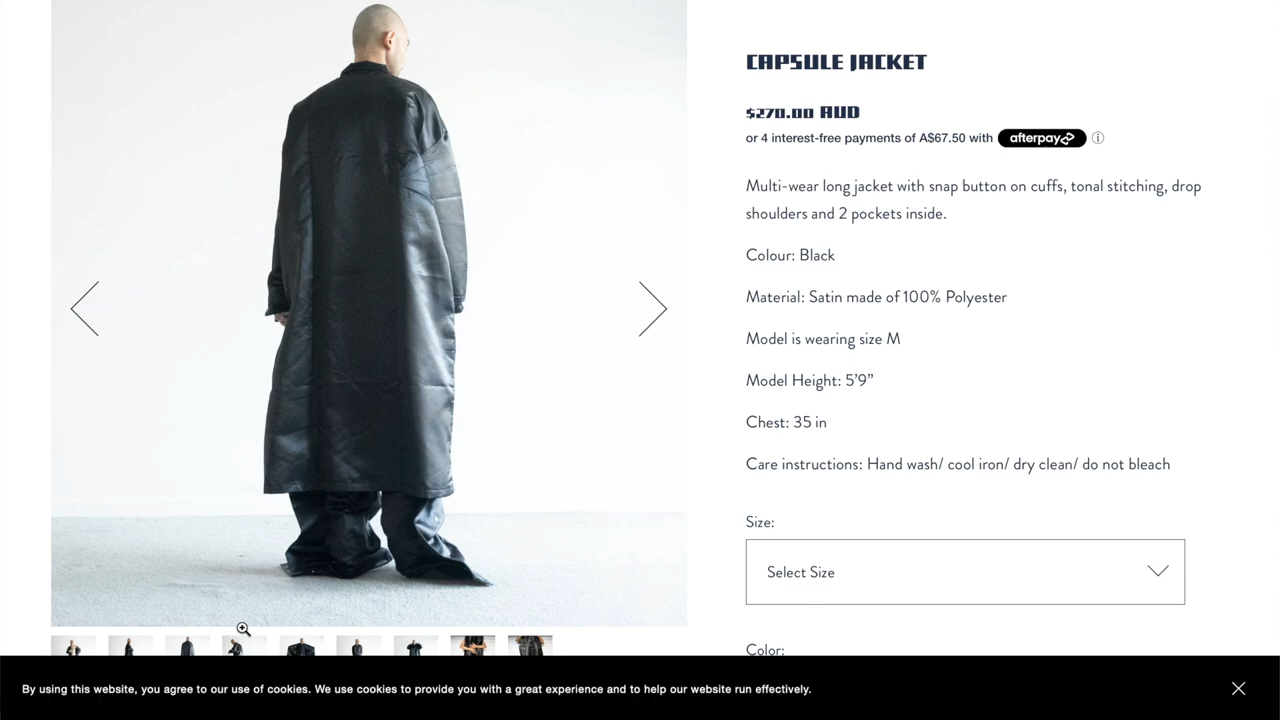 CAPSULE JACKET
$270.00 AUD
or 4 interest-free payments of A$67.50 with afterpay
Multi-wear long jacket with snap button on cuffs, tonal stitching, drop
shoulders and 2 pockets inside.
Colour: Black
Material: Satin made of 100% Polyester
Model is wearing size M
Model Height: 5’9”
Chest: 35 in
Care instructions: Hand wash/ cool iron/ dry clean/ do not bleach
Size:
Select Size
Color:
By using this website, you agree to our use of cookies. We use cookies to provide you with a great experience and to help our website run effectively.